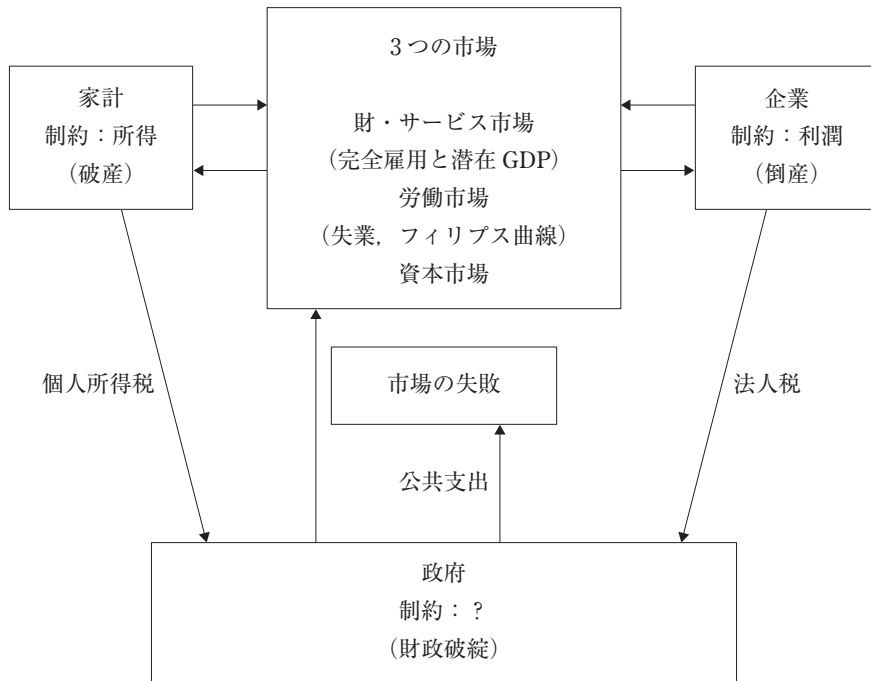 3つの市場
家計
制約：所得
（破産）
財・サービス市場
（完全雇用と潜在 GDP）
労働市場
（失業，フィリプス曲線）
資本市場
企業
制約：利潤
（倒産）
個人所得税
市場の失敗
法人税
公共支出
政府
制約：？
（財政破綻）